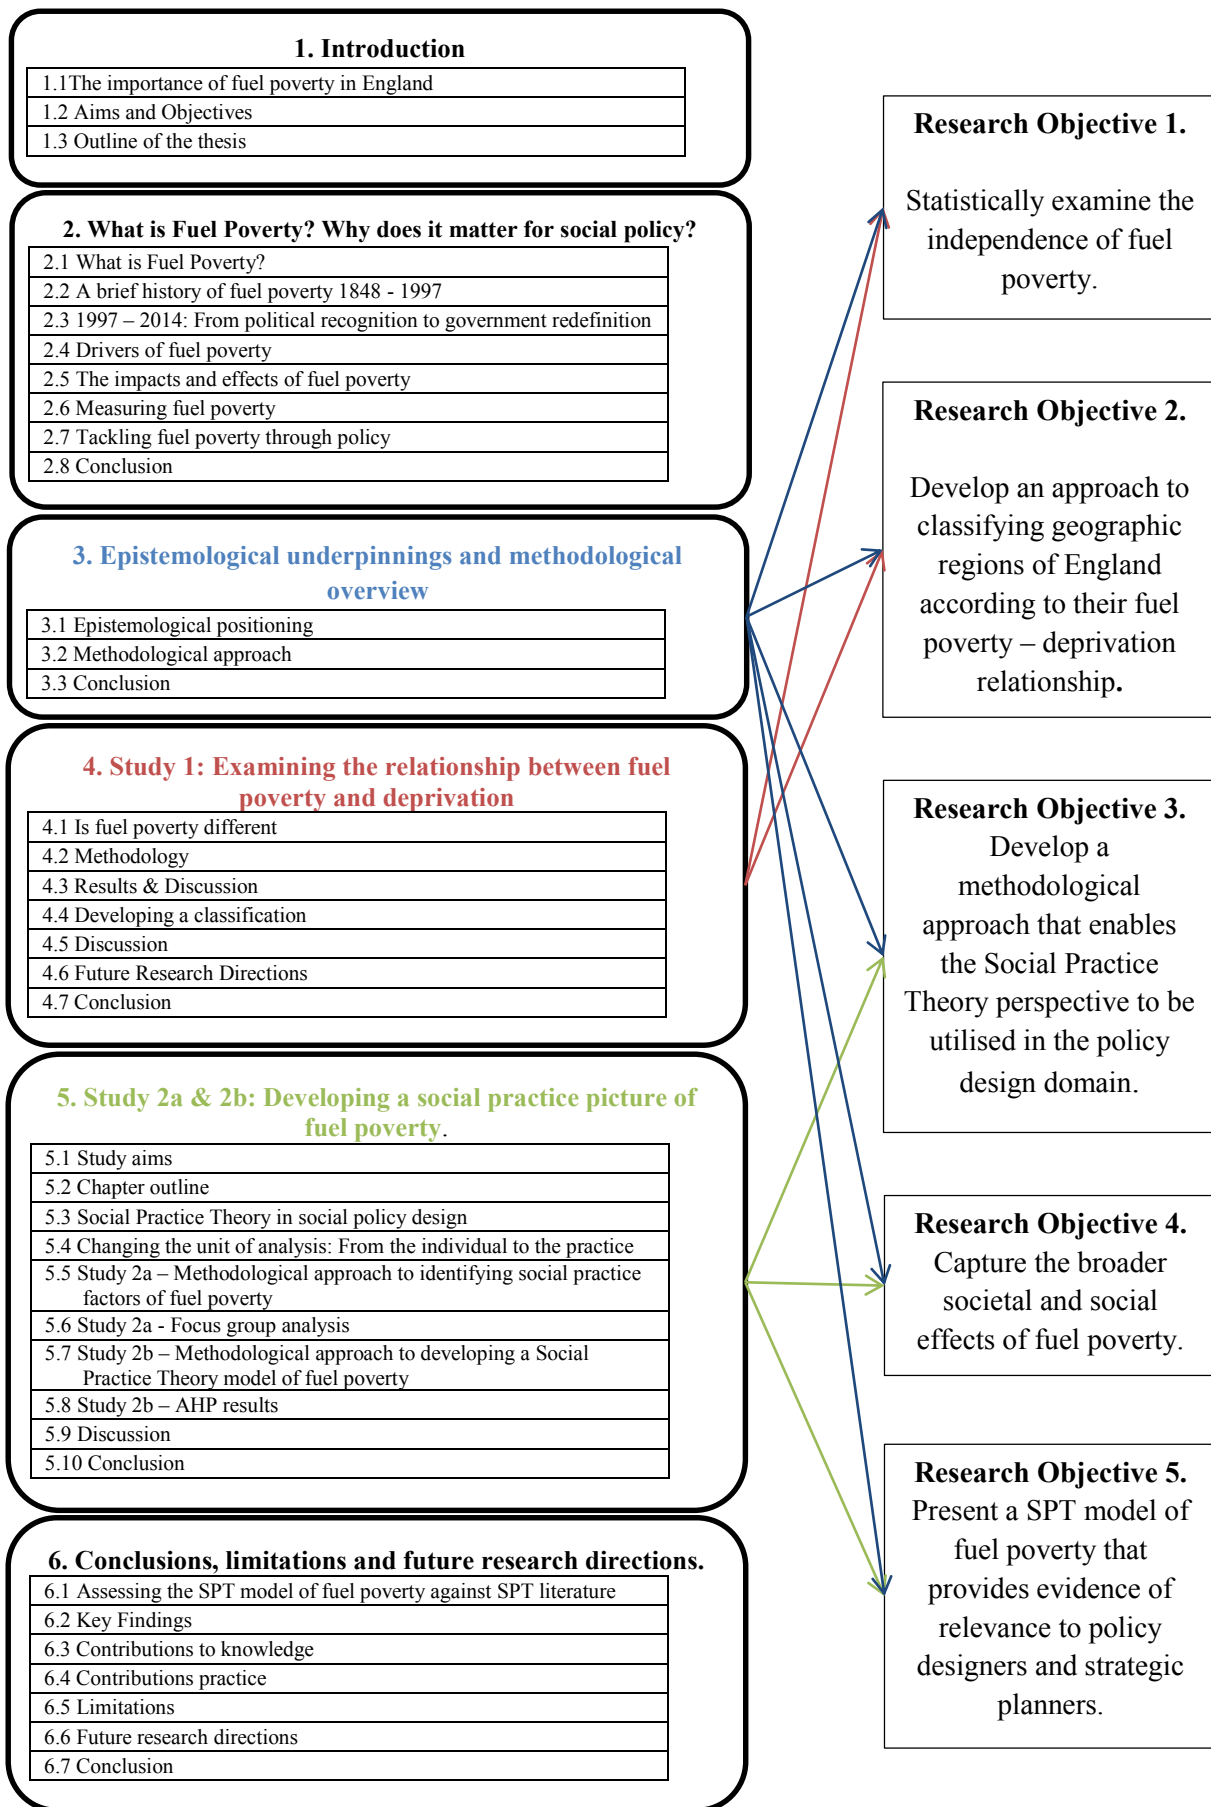 1. Introduction
1.1The importance of fuel poverty in England
1.2 Aims and Objectives
1.3 Outline of the thesis
2. What is Fuel Poverty? Why does it matter for social policy?
2.1 What is Fuel Poverty?
2.2 A brief history of fuel poverty 1848 - 1997
2.3 1997 – 2014: From political recognition to government redefinition
2.4 Drivers of fuel poverty
2.5 The impacts and effects of fuel poverty
2.6 Measuring fuel poverty
2.7 Tackling fuel poverty through policy
2.8 Conclusion
3. Epistemological underpinnings and methodological
overview
3.1 Epistemological positioning
3.2 Methodological approach
3.3 Conclusion
4. Study 1: Examining the relationship between fuel
poverty and deprivation
4.1 Is fuel poverty different
4.2 Methodology
4.3 Results & Discussion
4.4 Developing a classification
4.5 Discussion
4.6 Future Research Directions
4.7 Conclusion
5. Study 2a & 2b: Developing a social practice picture of
fuel poverty.
5.1 Study aims
5.2 Chapter outline
5.3 Social Practice Theory in social policy design
5.4 Changing the unit of analysis: From the individual to the practice
5.5 Study 2a – Methodological approach to identifying social practice
factors of fuel poverty
5.6 Study 2a - Focus group analysis
5.7 Study 2b – Methodological approach to developing a Social
Practice Theory model of fuel poverty
5.8 Study 2b – AHP results
5.9 Discussion
5.10 Conclusion
6. Conclusions, limitations and future research directions.
6.1 Assessing the SPT model of fuel poverty against SPT literature
6.2 Key Findings
6.3 Contributions to knowledge
6.4 Contributions practice
6.5 Limitations
6.6 Future research directions
6.7 Conclusion
Research Objective 1.
Statistically examine the
independence of fuel
poverty.
Research Objective 2.
Develop an approach to
classifying geographic
regions of England
according to their fuel
poverty – deprivation
relationship.
Research Objective 3.
Develop a
methodological
approach that enables
the Social Practice
Theory perspective to be
utilised in the policy
design domain.
Research Objective 4.
Capture the broader
societal and social
effects of fuel poverty.
Research Objective 5.
Present a SPT model of
fuel poverty that
provides evidence of
relevance to policy
designers and strategic
planners.